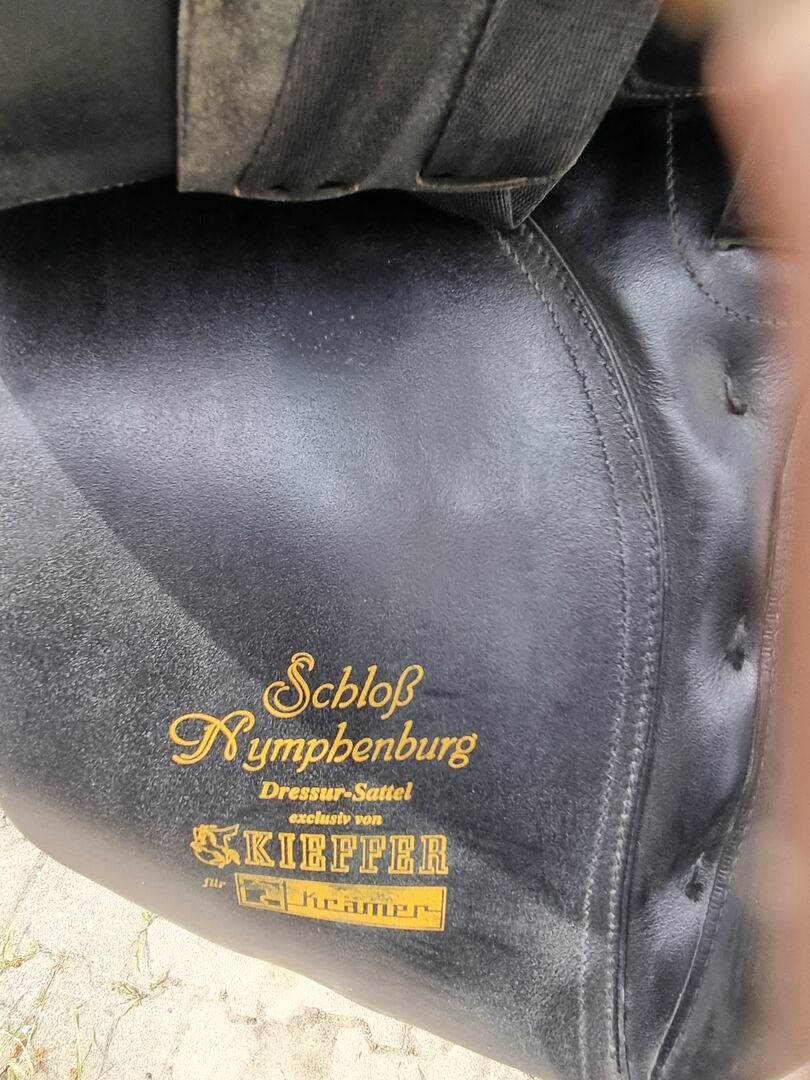 Schloß
Nymphenburg
Dressur-Sattel
exclusiv von
KIEFFER
für Krämer